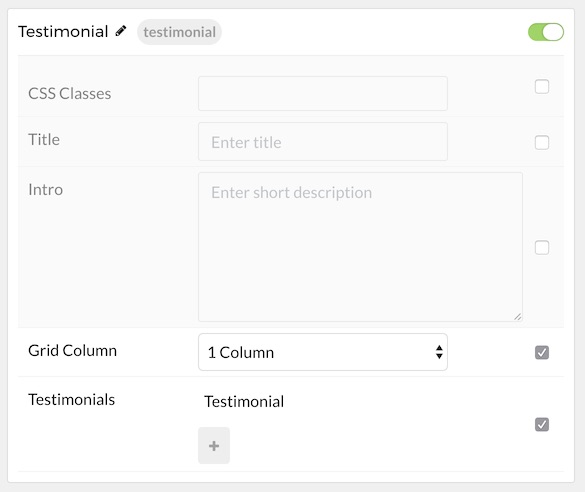 Testimonial testimonial
CSS Classes
Title Enter title
Intro Enter short description
Grid Column 1 Column
Testimonials Testimonial
+